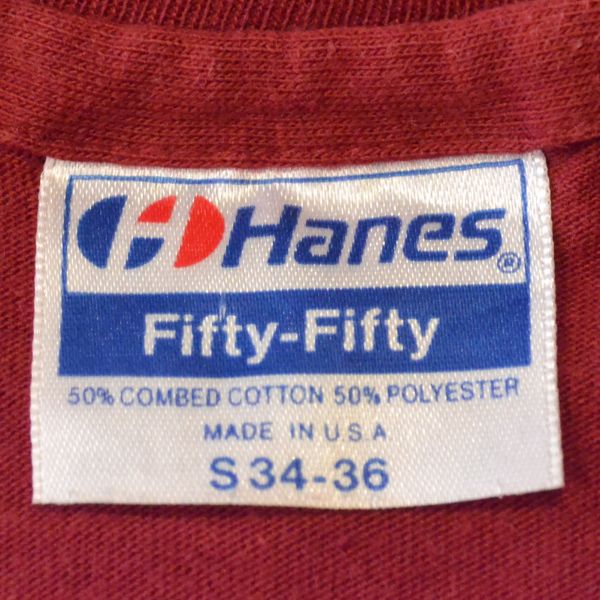 Hanes®
Fifty-Fifty
50% COMBED COTTON 50% POLYESTER
MADE IN U.S.A
S 34-36